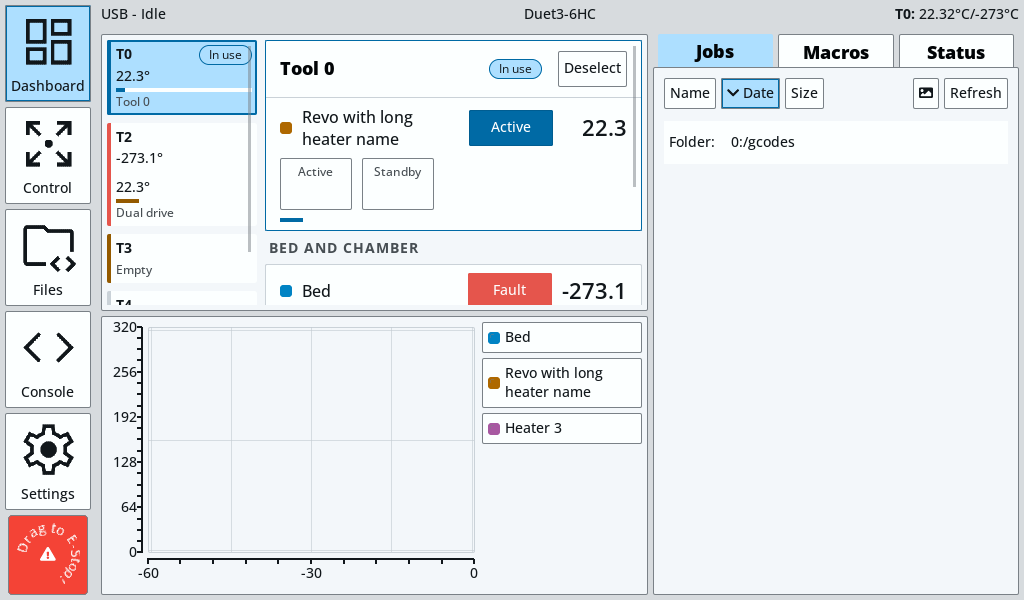 USB - Idle
Duet3-6HC
T0: 22.32°C/-273°C
Dashboard
Control
Files
Console
Settings
Drag to E-Stop!
T0
In use
22.3°
Tool 0
T2
-273.1°
22.3°
Dual drive
T3
Empty
T4
Tool 0
In use
Deselect
Revo with long
heater name
Active
22.3
Active
Standby
BED AND CHAMBER
Bed
Fault
-273.1
320
256
192
128
64
0
-60
-30
0
Bed
Revo with long
heater name
Heater 3
Jobs
Macros
Status
Name
Date
Size
Refresh
Folder:
0:/gcodes